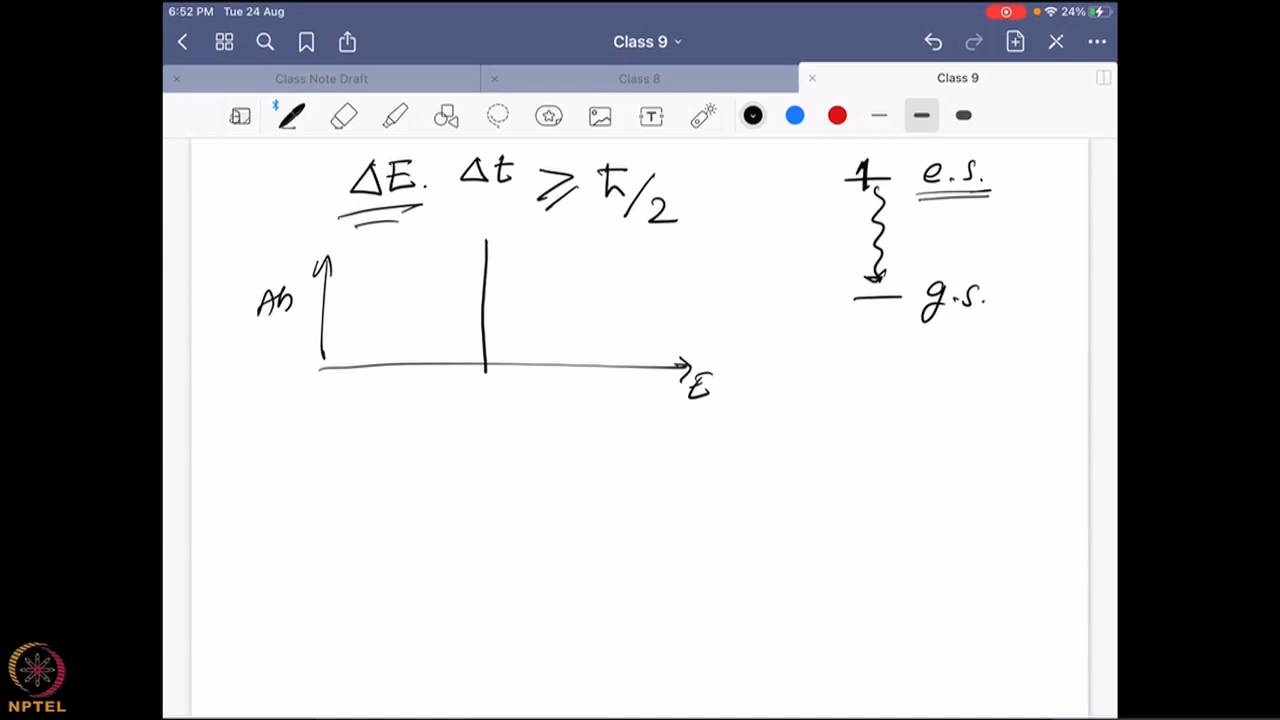 6:52 PM Tue 24 Aug 24%
Class 9
Class Note Draft Class 8 Class 9
T
ΔE. Δt ≥ ħ/2
e.s.
Ab
g.s.
E
NPTEL